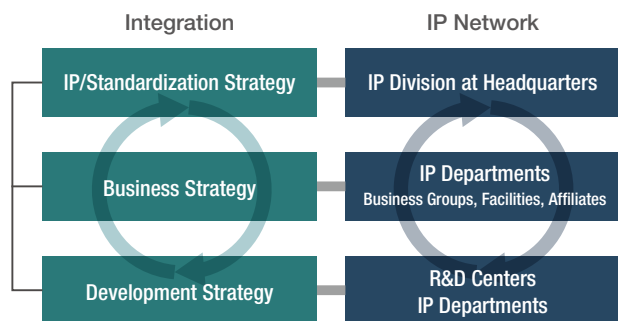 Integration
IP Network
IP/Standardization Strategy
IP Division at Headquarters
Business Strategy
IP Departments
Business Groups, Facilities, Affiliates
Development Strategy
R&D Centers
IP Departments